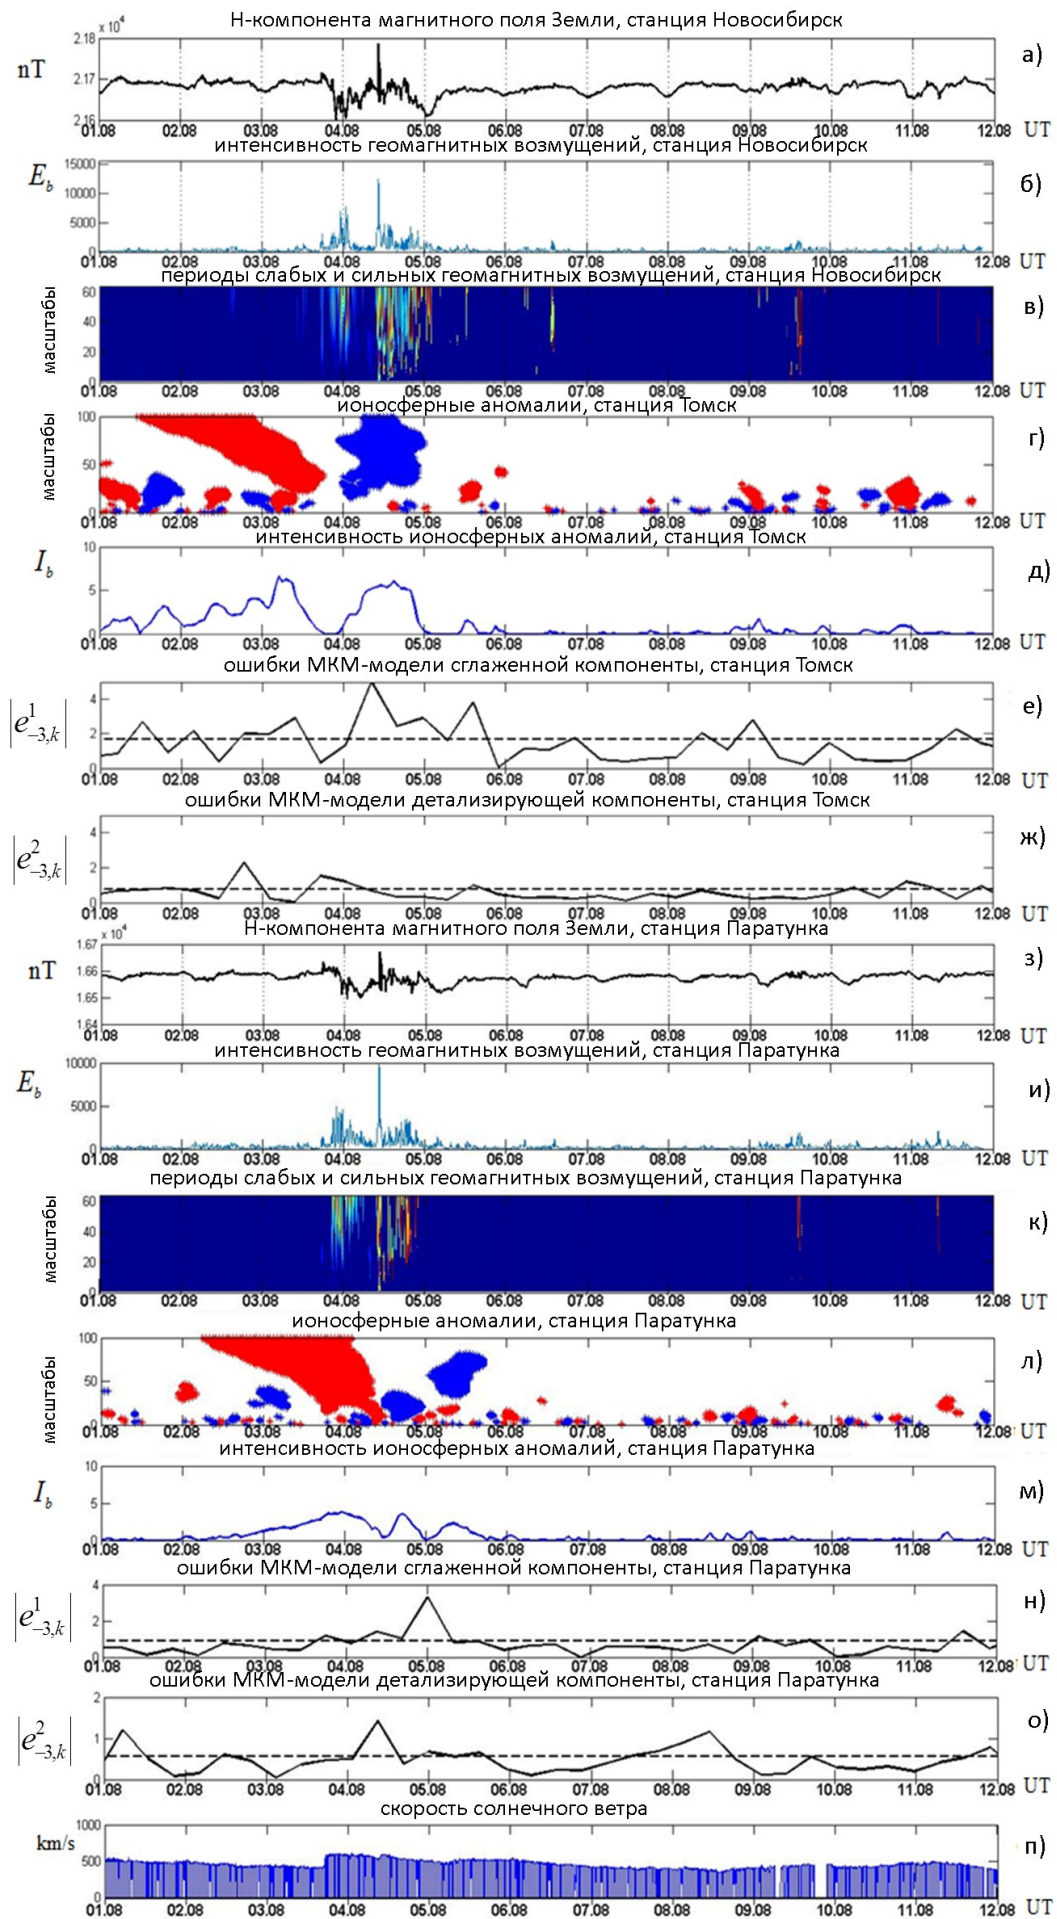 Н-компонента магнитного поля Земли, станция Новосибирск
x 10⁴
а)
nT
2.18
2.17
2.16
01.08 02.08 03.08 04.08 05.08 06.08 07.08 08.08 09.08 10.08 11.08 12.08 UT
интенсивность геомагнитных возмущений, станция Новосибирск
E_b
б)
15000
10000
5000
0
01.08 02.08 03.08 04.08 05.08 06.08 07.08 08.08 09.08 10.08 11.08 12.08 UT
периоды слабых и сильных геомагнитных возмущений, станция Новосибирск
масштабы
в)
60
40
20
0
01.08 02.08 03.08 04.08 05.08 06.08 07.08 08.08 09.08 10.08 11.08 12.08 UT
ионосферные аномалии, станция Томск
масштабы
г)
100
50
0
01.08 02.08 03.08 04.08 05.08 06.08 07.08 08.08 09.08 10.08 11.08 12.08 UT
интенсивность ионосферных аномалий, станция Томск
I_b
д)
10
5
0
01.08 02.08 03.08 04.08 05.08 06.08 07.08 08.08 09.08 10.08 11.08 12.08 UT
ошибки МКМ-модели сглаженной компоненты, станция Томск
|e¹₋₃,ₖ|
е)
4
2
0
01.08 02.08 03.08 04.08 05.08 06.08 07.08 08.08 09.08 10.08 11.08 12.08 UT
ошибки МКМ-модели детализирующей компоненты, станция Томск
|e²₋₃,ₖ|
ж)
4
2
0
01.08 02.08 03.08 04.08 05.08 06.08 07.08 08.08 09.08 10.08 11.08 12.08 UT
Н-компонента магнитного поля Земли, станция Паратунка
x 10⁴
nT
з)
1.67
1.66
1.65
1.64
01.08 02.08 03.08 04.08 05.08 06.08 07.08 08.08 09.08 10.08 11.08 12.08 UT
интенсивность геомагнитных возмущений, станция Паратунка
E_b
и)
10000
5000
0
01.08 02.08 03.08 04.08 05.08 06.08 07.08 08.08 09.08 10.08 11.08 12.08 UT
периоды слабых и сильных геомагнитных возмущений, станция Паратунка
масштабы
к)
60
40
20
0
01.08 02.08 03.08 04.08 05.08 06.08 07.08 08.08 09.08 10.08 11.08 12.08 UT
ионосферные аномалии, станция Паратунка
масштабы
л)
100
50
0
01.08 02.08 03.08 04.08 05.08 06.08 07.08 08.08 09.08 10.08 11.08 12.08 UT
интенсивность ионосферных аномалий, станция Паратунка
I_b
м)
10
5
0
01.08 02.08 03.08 04.08 05.08 06.08 07.08 08.08 09.08 10.08 11.08 12.08 UT
ошибки МКМ-модели сглаженной компоненты, станция Паратунка
|e¹₋₃,ₖ|
н)
4
2
0
01.08 02.08 03.08 04.08 05.08 06.08 07.08 08.08 09.08 10.08 11.08 12.08 UT
ошибки МКМ-модели детализирующей компоненты, станция Паратунка
|e²₋₃,ₖ|
о)
2
1
0
01.08 02.08 03.08 04.08 05.08 06.08 07.08 08.08 09.08 10.08 11.08 12.08 UT
скорость солнечного ветра
km/s
п)
1000
500
0
01.08 02.08 03.08 04.08 05.08 06.08 07.08 08.08 09.08 10.08 11.08 12.08 UT